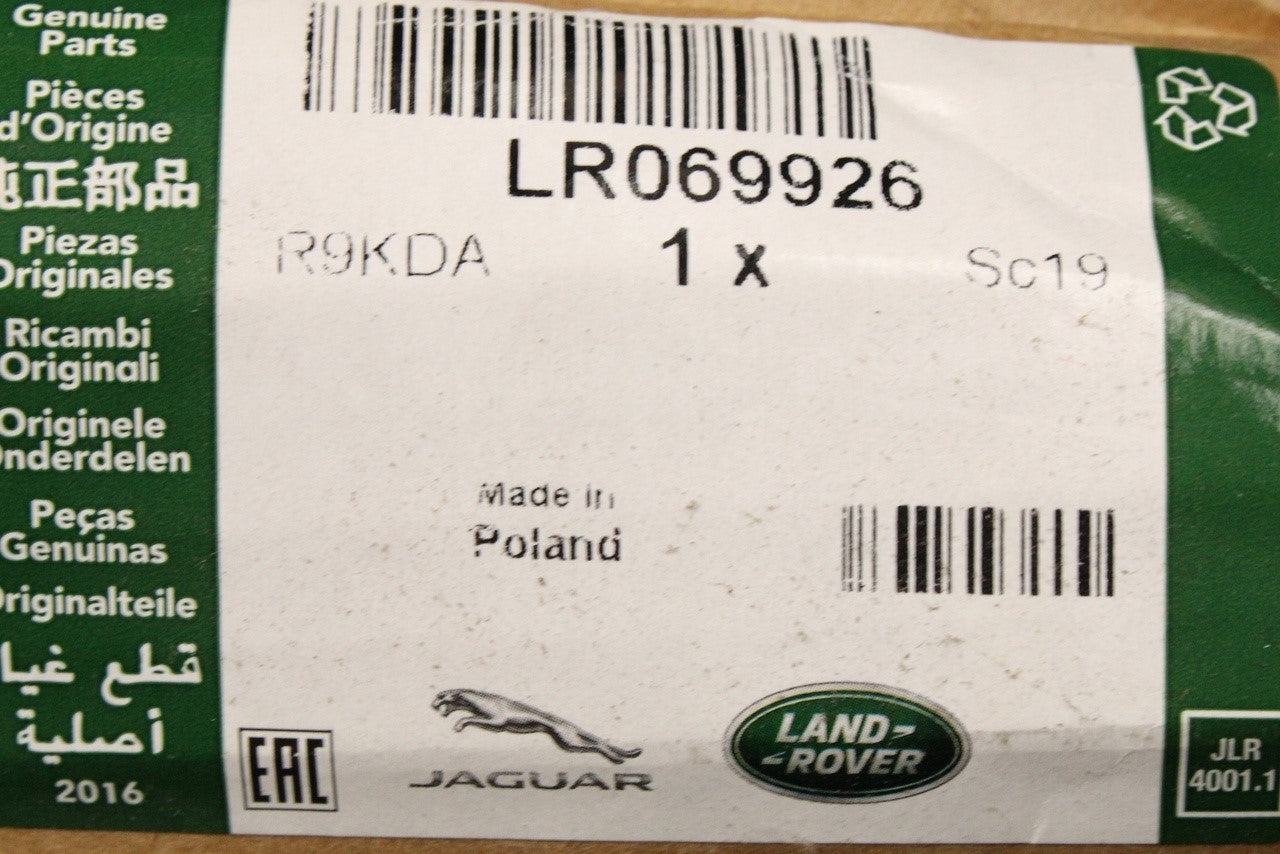 Genuine
Parts
Pièces
d'Origine
純正部品
Piezas
Originales
Ricambi
Originali
Originele
Onderdelen
Peças
Genuinas
Originalteile
قطع غيار
أصلية
2016
LR069926
R9KDA 1 x Sc19
Made in
Poland
EAC
JAGUAR
LAND-
-ROVER
JLR
4001.1